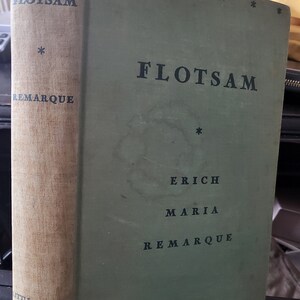 FLOTSAM
*
REMARQUE
FLOTSAM
*
ERICH
MARIA
REMARQUE